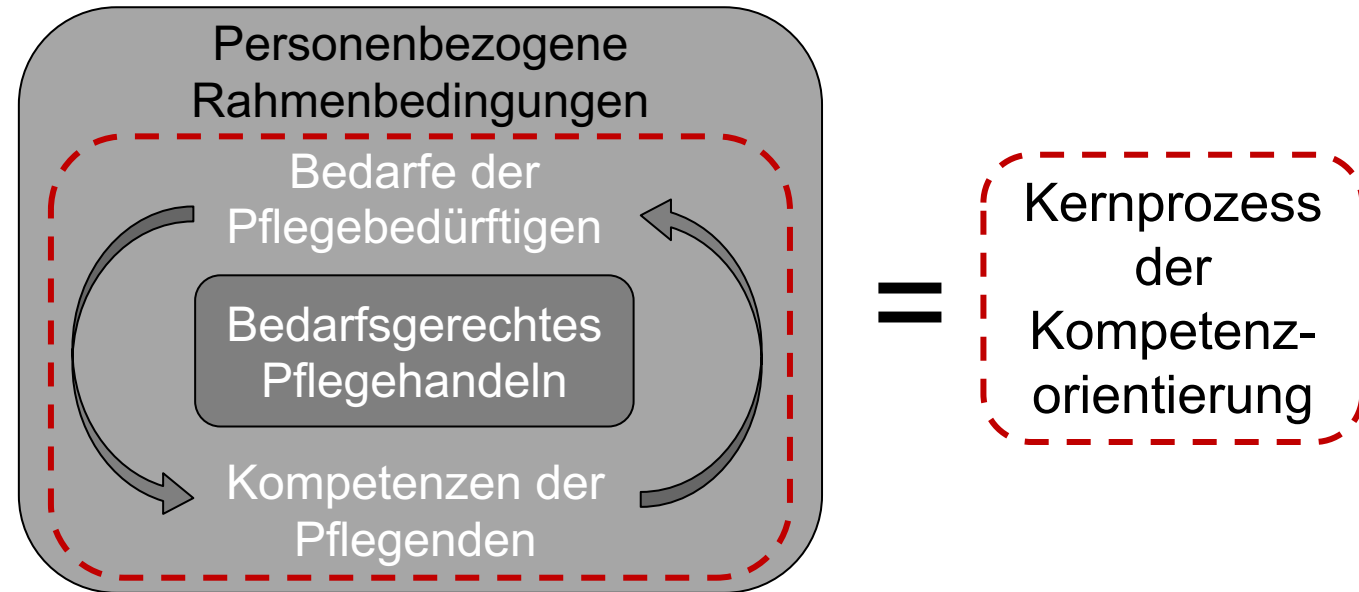 Personenbezogene
Rahmenbedingungen
Bedarfe der
Pflegebedürftigen
Bedarfsgerechtes
Pflegehandeln
Kompetenzen der
Pflegenden
=
Kernprozess
der
Kompetenz-
orientierung